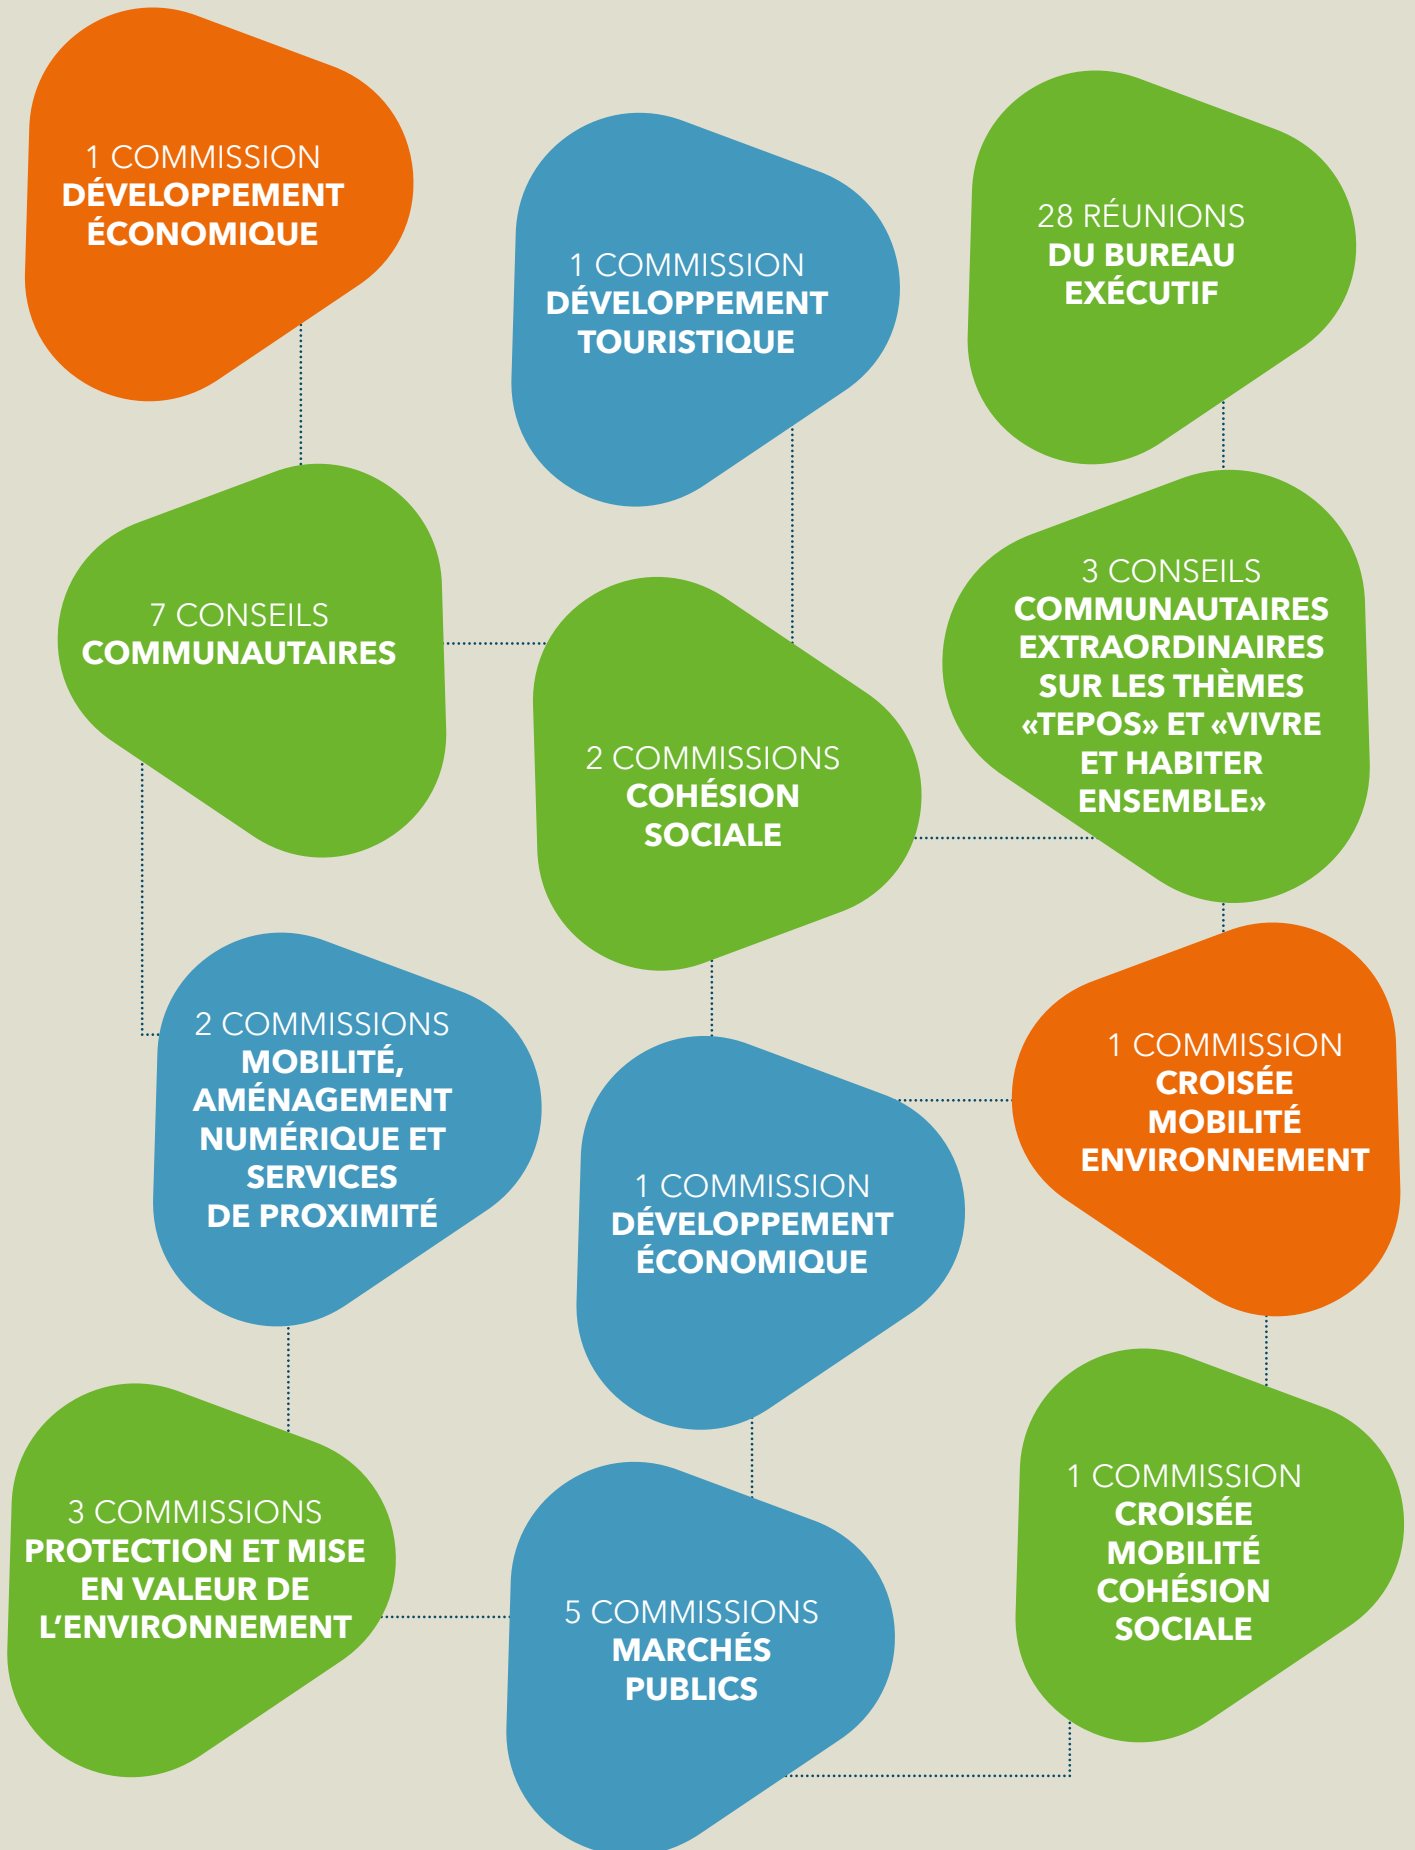 1 COMMISSION
DÉVELOPPEMENT
ÉCONOMIQUE
1 COMMISSION
DÉVELOPPEMENT
TOURISTIQUE
28 RÉUNIONS
DU BUREAU
EXÉCUTIF
7 CONSEILS
COMMUNAUTAIRES
2 COMMISSIONS
COHÉSION
SOCIALE
3 CONSEILS
COMMUNAUTAIRES
EXTRAORDINAIRES
SUR LES THÈMES
«TEPOS» ET «VIVRE
ET HABITER
ENSEMBLE»
2 COMMISSIONS
MOBILITÉ,
AMÉNAGEMENT
NUMÉRIQUE ET
SERVICES
DE PROXIMITÉ
1 COMMISSION
DÉVELOPPEMENT
ÉCONOMIQUE
1 COMMISSION
CROISÉE
MOBILITÉ
ENVIRONNEMENT
3 COMMISSIONS
PROTECTION ET MISE
EN VALEUR DE
L’ENVIRONNEMENT
5 COMMISSIONS
MARCHÉS
PUBLICS
1 COMMISSION
CROISÉE
MOBILITÉ
COHÉSION
SOCIALE